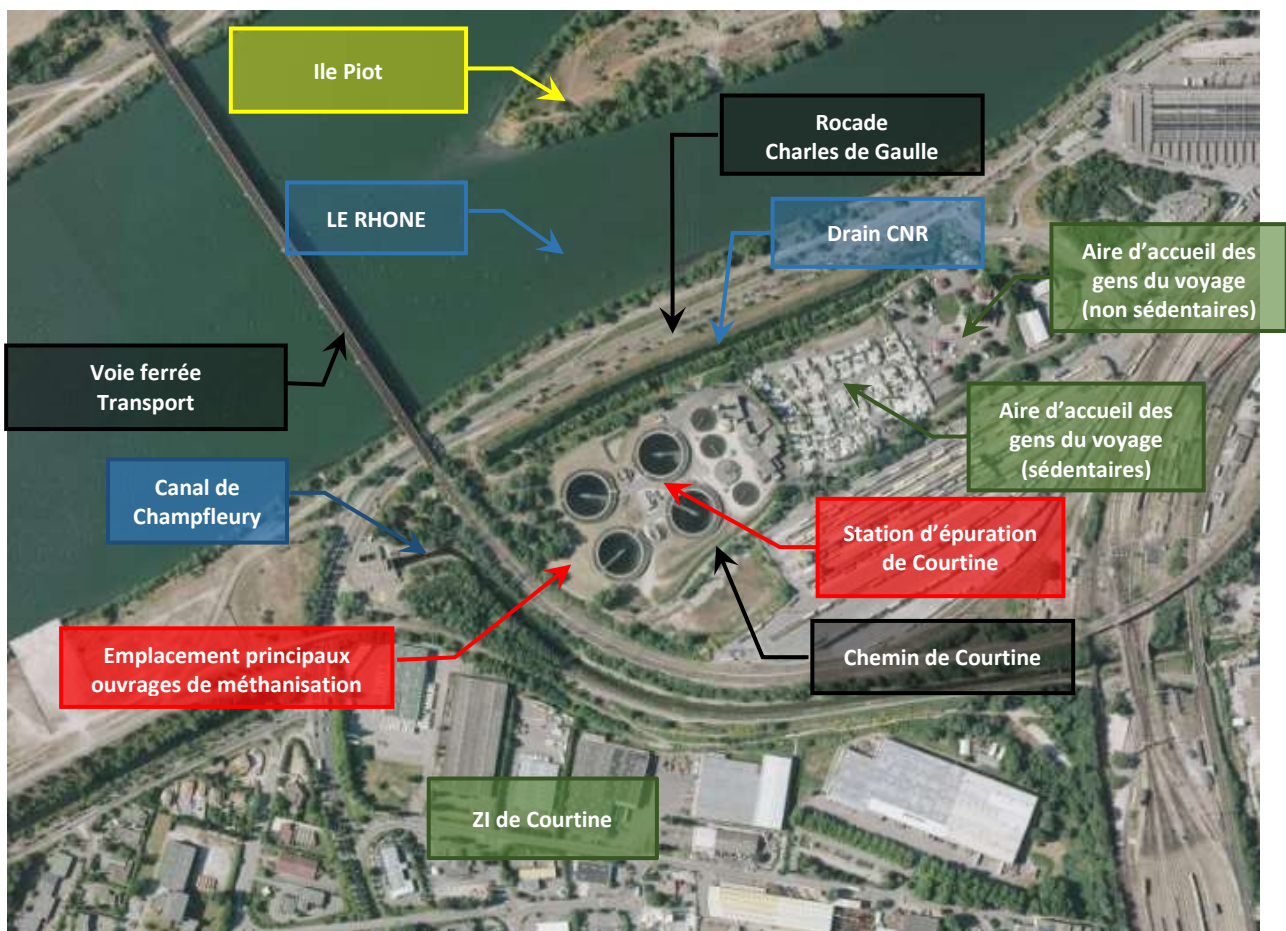 Ile Piot
Rocade
Charles de Gaulle
LE RHONE
Drain CNR
Aire d'accueil des
gens du voyage
(non sédentaires)
Voie ferrée
Transport
Aire d'accueil des
gens du voyage
(sédentaires)
Canal de
Champfleury
Station d'épuration
de Courtine
Emplacement principaux
ouvrages de méthanisation
Chemin de Courtine
ZI de Courtine